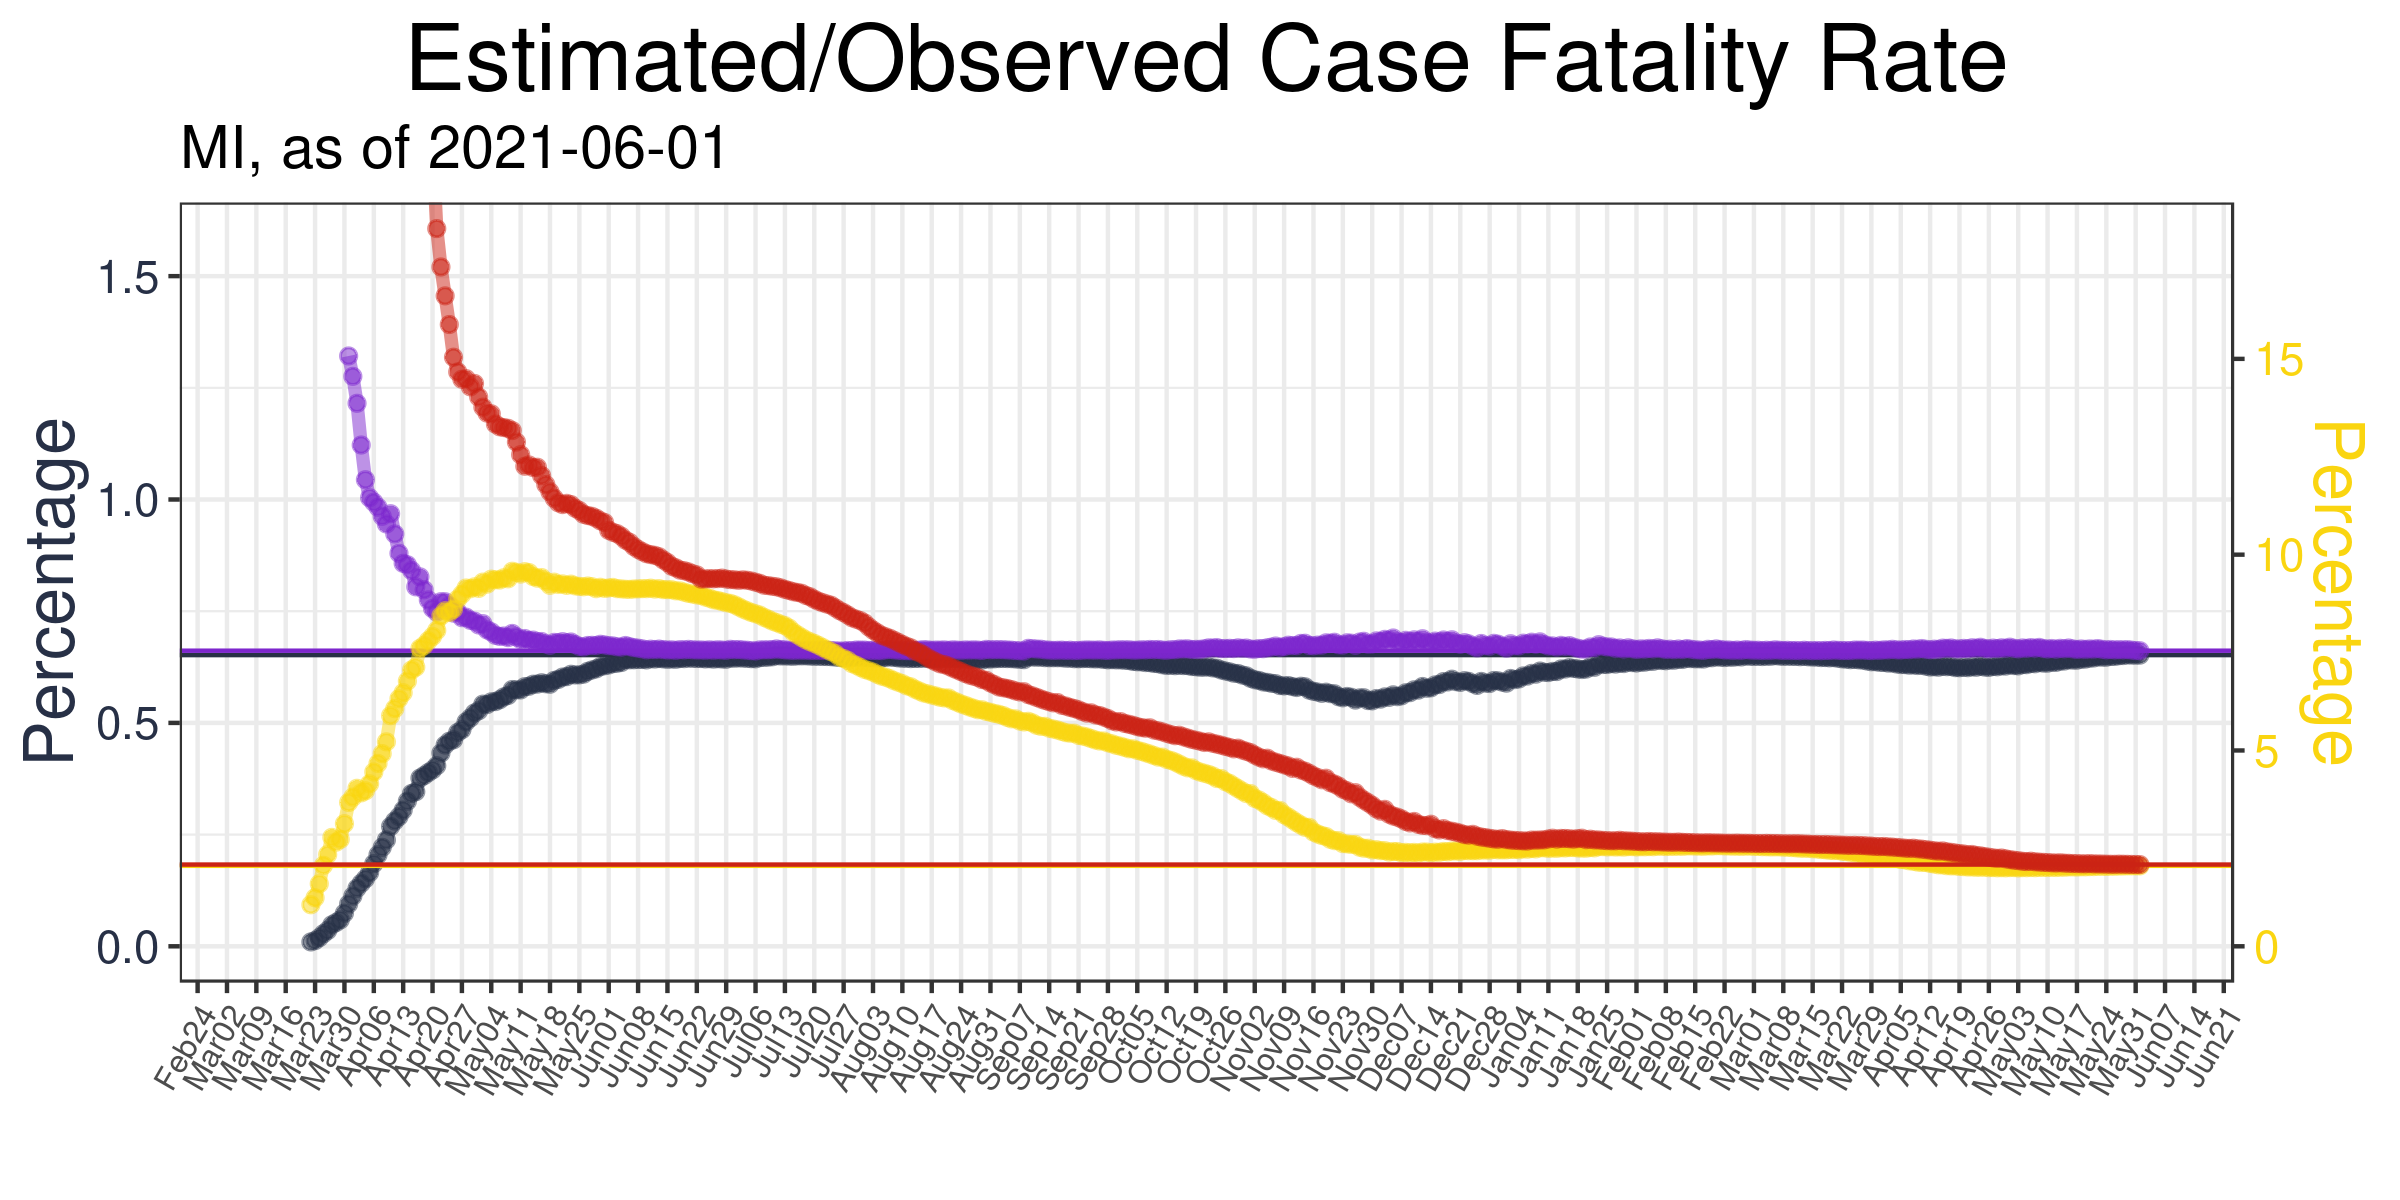 Estimated/Observed Case Fatality Rate
MI, as of 2021-06-01
Percentage
1.5
1.0
0.5
0.0
15
10
5
0
Percentage
Feb24
Mar02
Mar09
Mar16
Mar23
Mar30
Apr06
Apr13
Apr20
Apr27
May04
May11
May18
May25
Jun01
Jun08
Jun15
Jun22
Jun29
Jul06
Jul13
Jul20
Jul27
Aug03
Aug10
Aug17
Aug24
Aug31
Sep07
Sep14
Sep21
Sep28
Oct05
Oct12
Oct19
Oct26
Nov02
Nov09
Nov16
Nov23
Nov30
Dec07
Dec14
Dec21
Dec28
Jan04
Jan11
Jan18
Jan25
Feb01
Feb08
Feb15
Feb22
Mar01
Mar08
Mar15
Mar22
Mar29
Apr05
Apr12
Apr19
Apr26
May03
May10
May17
May24
May31
Jun07
Jun14
Jun21